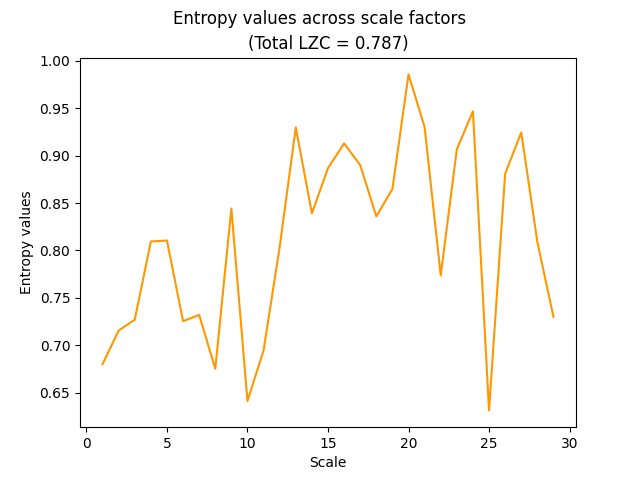 Entropy values across scale factors
(Total LZC = 0.787)
1.00
0.95
0.90
0.85
0.80
0.75
0.70
0.65
Entropy values
0 5 10 15 20 25 30
Scale